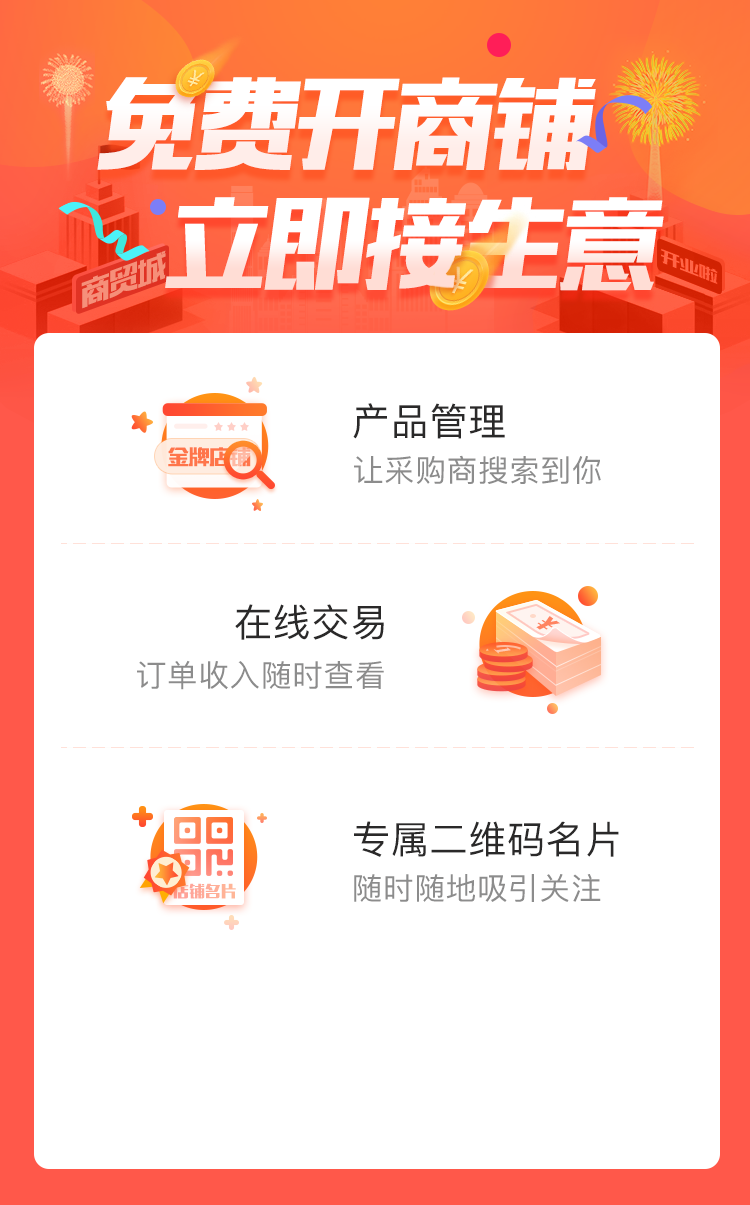 免费开商铺
立即接生意
商贸城
开业啦
金牌店铺
产品管理
让采购商搜索到你
在线交易
订单收入随时查看
店铺名片
专属二维码名片
随时随地吸引关注